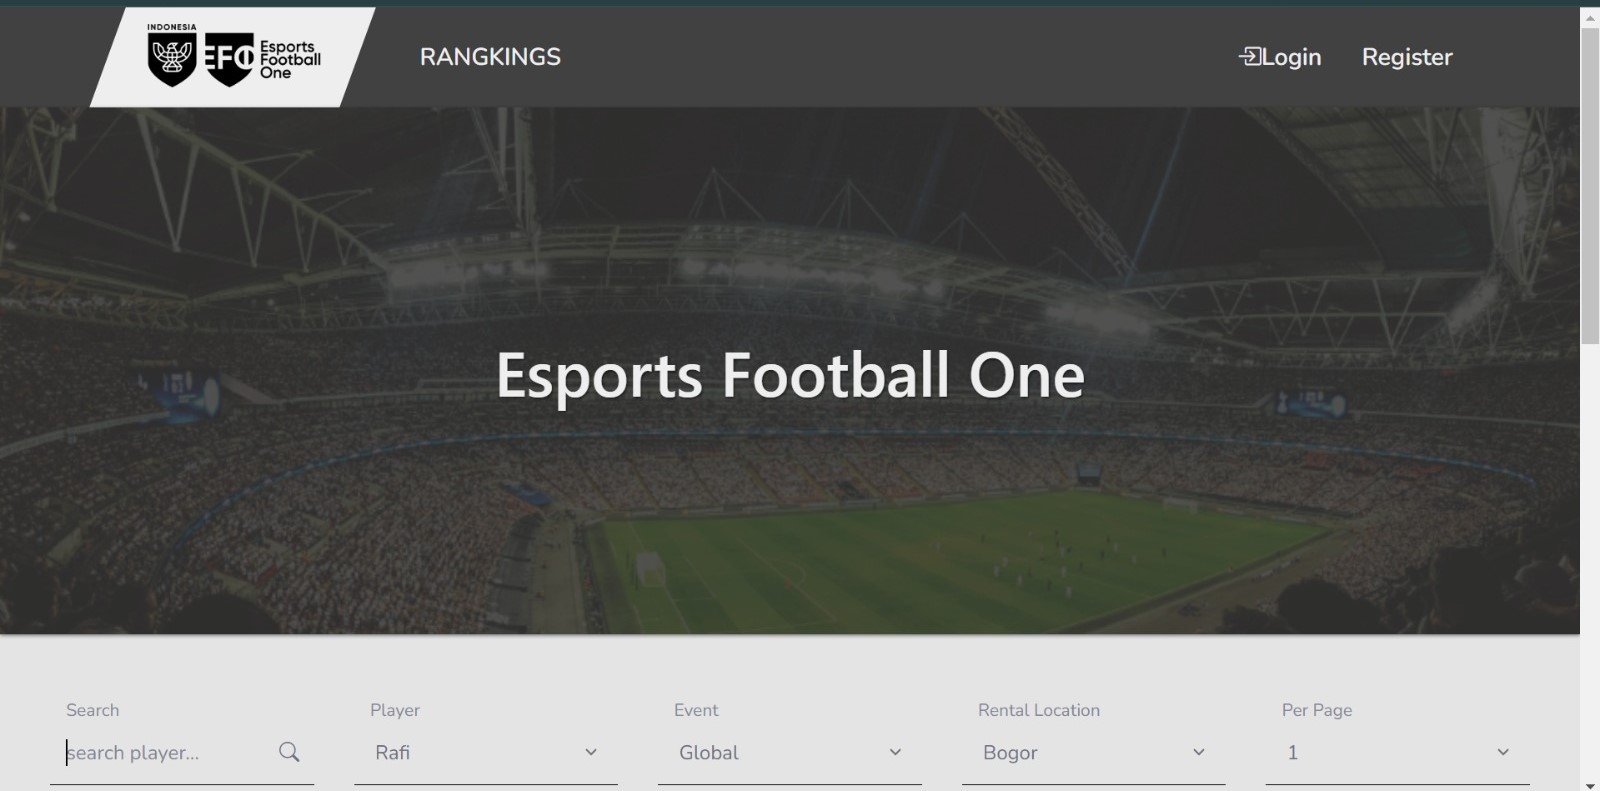 INDONESIA
EFO Esports
Football
One
RANGKINGS
Login
Register
Esports Football One
Search
Player
Event
Rental Location
Per Page
search player...
Rafi
Global
Bogor
1